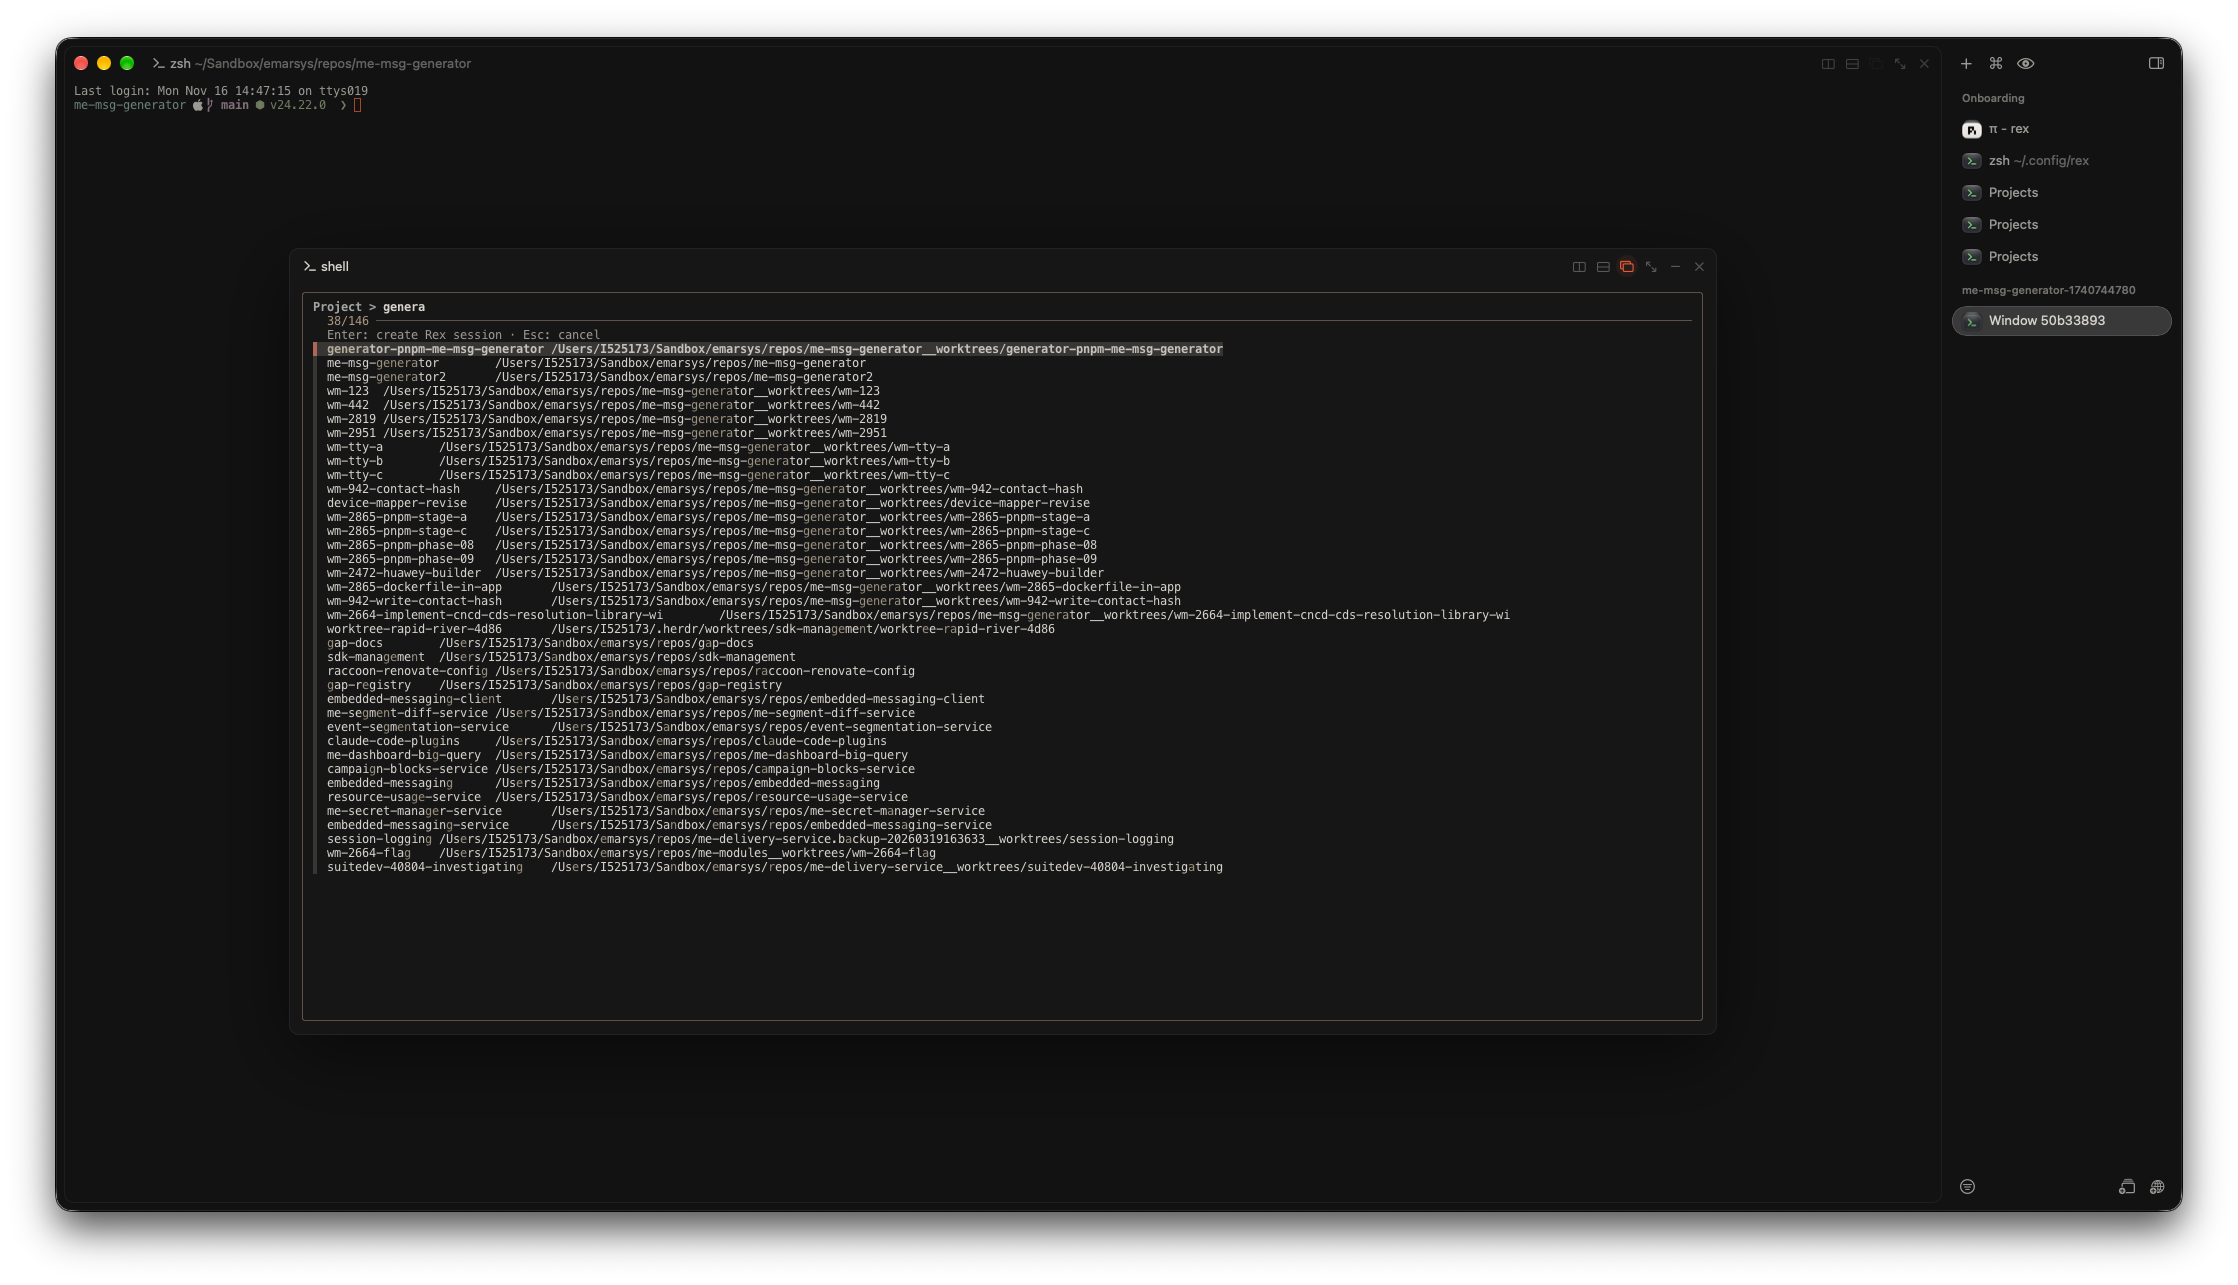 zsh ~/Sandbox/emarsys/repos/me-msg-generator
Last login: Mon Nov 16 14:47:15 on ttys019
me-msg-generator main v24.22.0 ❯
shell
Project > genera
38/146
Enter: create Rex session · Esc: cancel
generator-pnpm-me-msg-generator /Users/I525173/Sandbox/emarsys/repos/me-msg-generator__worktrees/generator-pnpm-me-msg-generator
me-msg-generator /Users/I525173/Sandbox/emarsys/repos/me-msg-generator
me-msg-generator2 /Users/I525173/Sandbox/emarsys/repos/me-msg-generator2
wm-123 /Users/I525173/Sandbox/emarsys/repos/me-msg-generator__worktrees/wm-123
wm-442 /Users/I525173/Sandbox/emarsys/repos/me-msg-generator__worktrees/wm-442
wm-2819 /Users/I525173/Sandbox/emarsys/repos/me-msg-generator__worktrees/wm-2819
wm-2951 /Users/I525173/Sandbox/emarsys/repos/me-msg-generator__worktrees/wm-2951
wm-tty-a /Users/I525173/Sandbox/emarsys/repos/me-msg-generator__worktrees/wm-tty-a
wm-tty-b /Users/I525173/Sandbox/emarsys/repos/me-msg-generator__worktrees/wm-tty-b
wm-tty-c /Users/I525173/Sandbox/emarsys/repos/me-msg-generator__worktrees/wm-tty-c
wm-942-contact-hash /Users/I525173/Sandbox/emarsys/repos/me-msg-generator__worktrees/wm-942-contact-hash
device-mapper-revise /Users/I525173/Sandbox/emarsys/repos/me-msg-generator__worktrees/device-mapper-revise
wm-2865-pnpm-stage-a /Users/I525173/Sandbox/emarsys/repos/me-msg-generator__worktrees/wm-2865-pnpm-stage-a
wm-2865-pnpm-stage-c /Users/I525173/Sandbox/emarsys/repos/me-msg-generator__worktrees/wm-2865-pnpm-stage-c
wm-2865-pnpm-phase-08 /Users/I525173/Sandbox/emarsys/repos/me-msg-generator__worktrees/wm-2865-pnpm-phase-08
wm-2865-pnpm-phase-09 /Users/I525173/Sandbox/emarsys/repos/me-msg-generator__worktrees/wm-2865-pnpm-phase-09
wm-2472-huawey-builder /Users/I525173/Sandbox/emarsys/repos/me-msg-generator__worktrees/wm-2472-huawey-builder
wm-2865-dockerfile-in-app /Users/I525173/Sandbox/emarsys/repos/me-msg-generator__worktrees/wm-2865-dockerfile-in-app
wm-942-write-contact-hash /Users/I525173/Sandbox/emarsys/repos/me-msg-generator__worktrees/wm-942-write-contact-hash
wm-2664-implement-cncd-cds-resolution-library-wi /Users/I525173/Sandbox/emarsys/repos/me-msg-generator__worktrees/wm-2664-implement-cncd-cds-resolution-library-wi
worktree-rapid-river-4d86 /Users/I525173/.herdr/worktrees/sdk-management/worktree-rapid-river-4d86
gap-docs /Users/I525173/Sandbox/emarsys/repos/gap-docs
sdk-management /Users/I525173/Sandbox/emarsys/repos/sdk-management
raccoon-renovate-config /Users/I525173/Sandbox/emarsys/repos/raccoon-renovate-config
gap-registry /Users/I525173/Sandbox/emarsys/repos/gap-registry
embedded-messaging-client /Users/I525173/Sandbox/emarsys/repos/embedded-messaging-client
me-segment-diff-service /Users/I525173/Sandbox/emarsys/repos/me-segment-diff-service
event-segmentation-service /Users/I525173/Sandbox/emarsys/repos/event-segmentation-service
claude-code-plugins /Users/I525173/Sandbox/emarsys/repos/claude-code-plugins
me-dashboard-big-query /Users/I525173/Sandbox/emarsys/repos/me-dashboard-big-query
campaign-blocks-service /Users/I525173/Sandbox/emarsys/repos/campaign-blocks-service
embedded-messaging /Users/I525173/Sandbox/emarsys/repos/embedded-messaging
resource-usage-service /Users/I525173/Sandbox/emarsys/repos/resource-usage-service
me-secret-manager-service /Users/I525173/Sandbox/emarsys/repos/me-secret-manager-service
embedded-messaging-service /Users/I525173/Sandbox/emarsys/repos/embedded-messaging-service
session-logging /Users/I525173/Sandbox/emarsys/repos/me-delivery-service.backup-20260319163633__worktrees/session-logging
wm-2664-flag /Users/I525173/Sandbox/emarsys/repos/me-modules__worktrees/wm-2664-flag
suitedev-40804-investigating /Users/I525173/Sandbox/emarsys/repos/me-delivery-service__worktrees/suitedev-40804-investigating
Onboarding
π - rex
zsh ~/.config/rex
Projects
Projects
Projects
me-msg-generator-1740744780
Window 50b33893